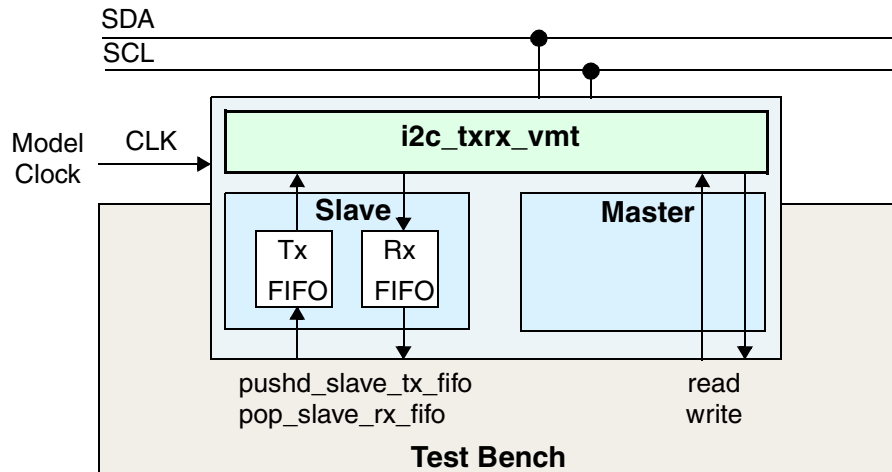 SDA
SCL
Model
Clock
CLK
i2c_txrx_vmt
Slave
Master
Tx
FIFO
Rx
FIFO
pushd_slave_tx_fifo
pop_slave_rx_fifo
read
write
Test Bench